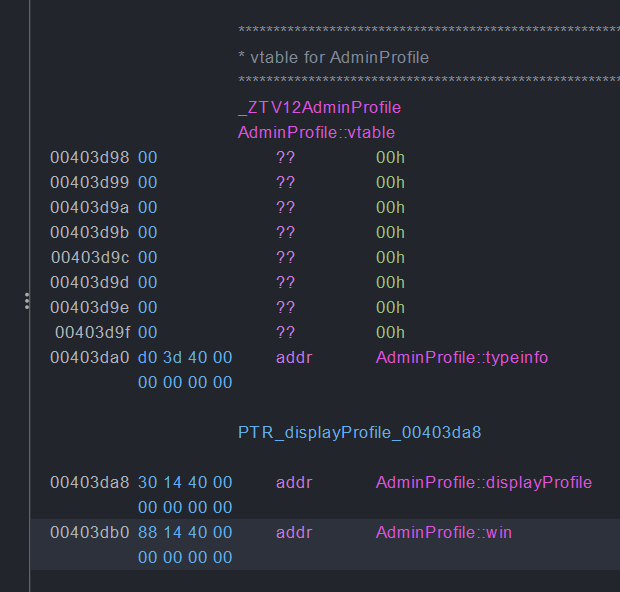 ************************************************************
* vtable for AdminProfile
************************************************************
_ZTV12AdminProfile
AdminProfile::vtable
00403d98 00 ?? 00h
00403d99 00 ?? 00h
00403d9a 00 ?? 00h
00403d9b 00 ?? 00h
00403d9c 00 ?? 00h
00403d9d 00 ?? 00h
00403d9e 00 ?? 00h
00403d9f 00 ?? 00h
00403da0 d0 3d 40 00 addr AdminProfile::typeinfo
00 00 00 00
PTR_displayProfile_00403da8
00403da8 30 14 40 00 addr AdminProfile::displayProfile
00 00 00 00
00403db0 88 14 40 00 addr AdminProfile::win
00 00 00 00